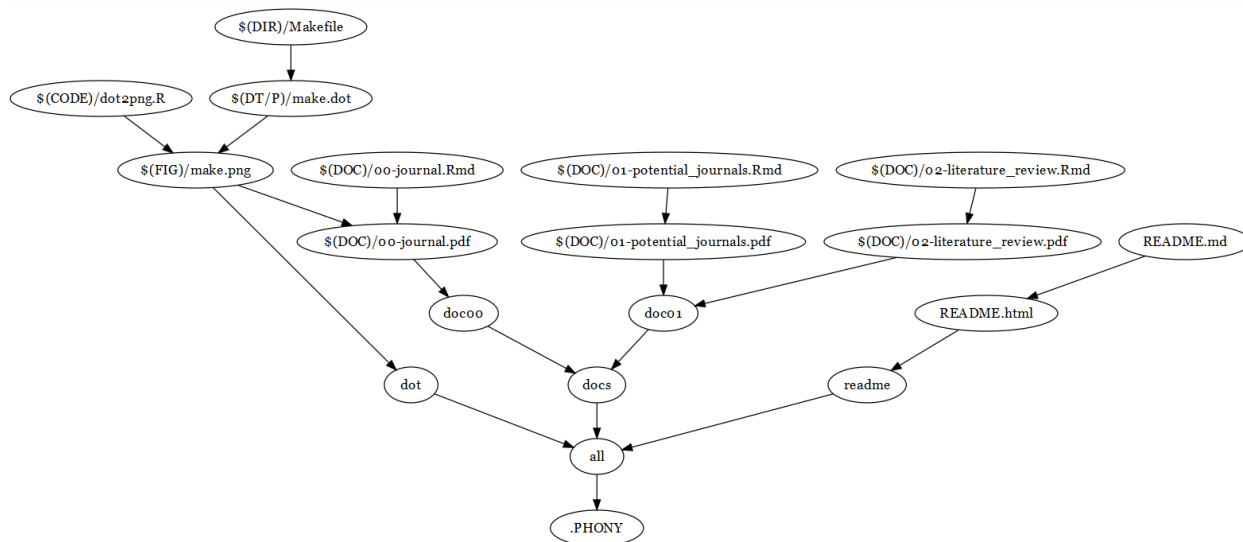 $(DIR)/Makefile
$(CODE)/dot2png.R
$(DT/P)/make.dot
$(FIG)/make.png
$(DOC)/00-journal.Rmd
$(DOC)/01-potential_journals.Rmd
$(DOC)/02-literature_review.Rmd
$(DOC)/00-journal.pdf
$(DOC)/01-potential_journals.pdf
$(DOC)/02-literature_review.pdf
README.md
doc00
doc01
README.html
dot
docs
readme
all
.PHONY